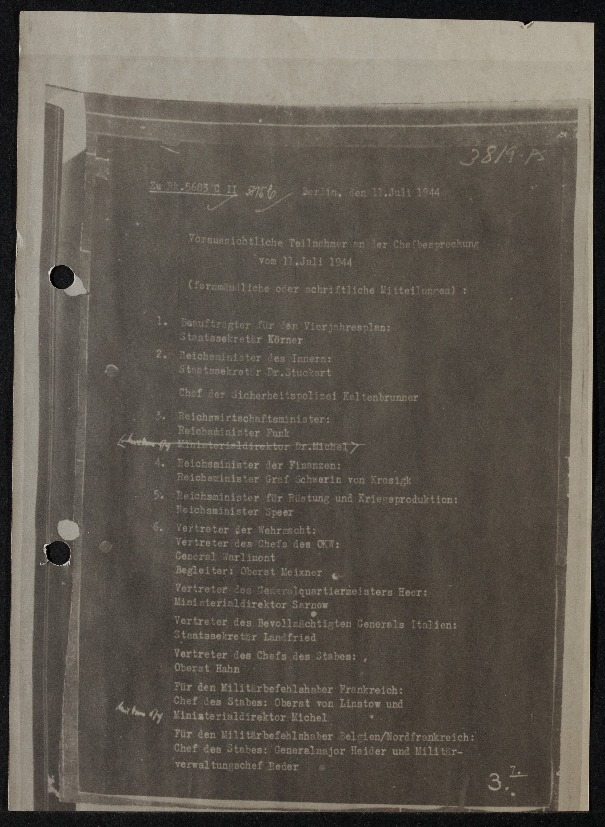 3819-PS
Zu Rk.5683 C II
Berlin, den 11.Juli 1944
Voraussichtliche Teilnehmer an der Chefbesprechung
vom 11.Juli 1944
(fernmündliche oder schriftliche Mitteilungen) :
1. Beauftragter für den Vierjahresplan:
Staatssekretär Körner
2. Reichsminister des Innern:
Staatssekretär Dr.Stuckart
Chef der Sicherheitspolizei Kaltenbrunner
3. Reichswirtschaftsminister:
Reichsminister Funk
Ministerialdirektor Dr.Michel
4. Reichsminister der Finanzen:
Reichsminister Graf Schwerin von Krosigk
5. Reichsminister für Rüstung und Kriegsproduktion:
Reichsminister Speer
6. Vertreter der Wehrmacht:
Vertreter des Chefs des OKW:
General Warlimont
Begleiter: Oberst Meixner
Vertreter des Generalquartiermeisters Heer:
Ministerialdirektor Sarnow
Vertreter des Bevollmächtigten Generals Italien:
Staatssekretär Landfried
Vertreter des Chefs des Stabes:
Oberst Hahn
Für den Militärbefehlshaber Frankreich:
Chef des Stabes: Oberst von Linstow und
Ministerialdirektor Michel
Für den Militärbefehlshaber Belgien/Nordfrankreich:
Chef des Stabes: Generalmajor Heider und Militär-
verwaltungschef Reder
3.